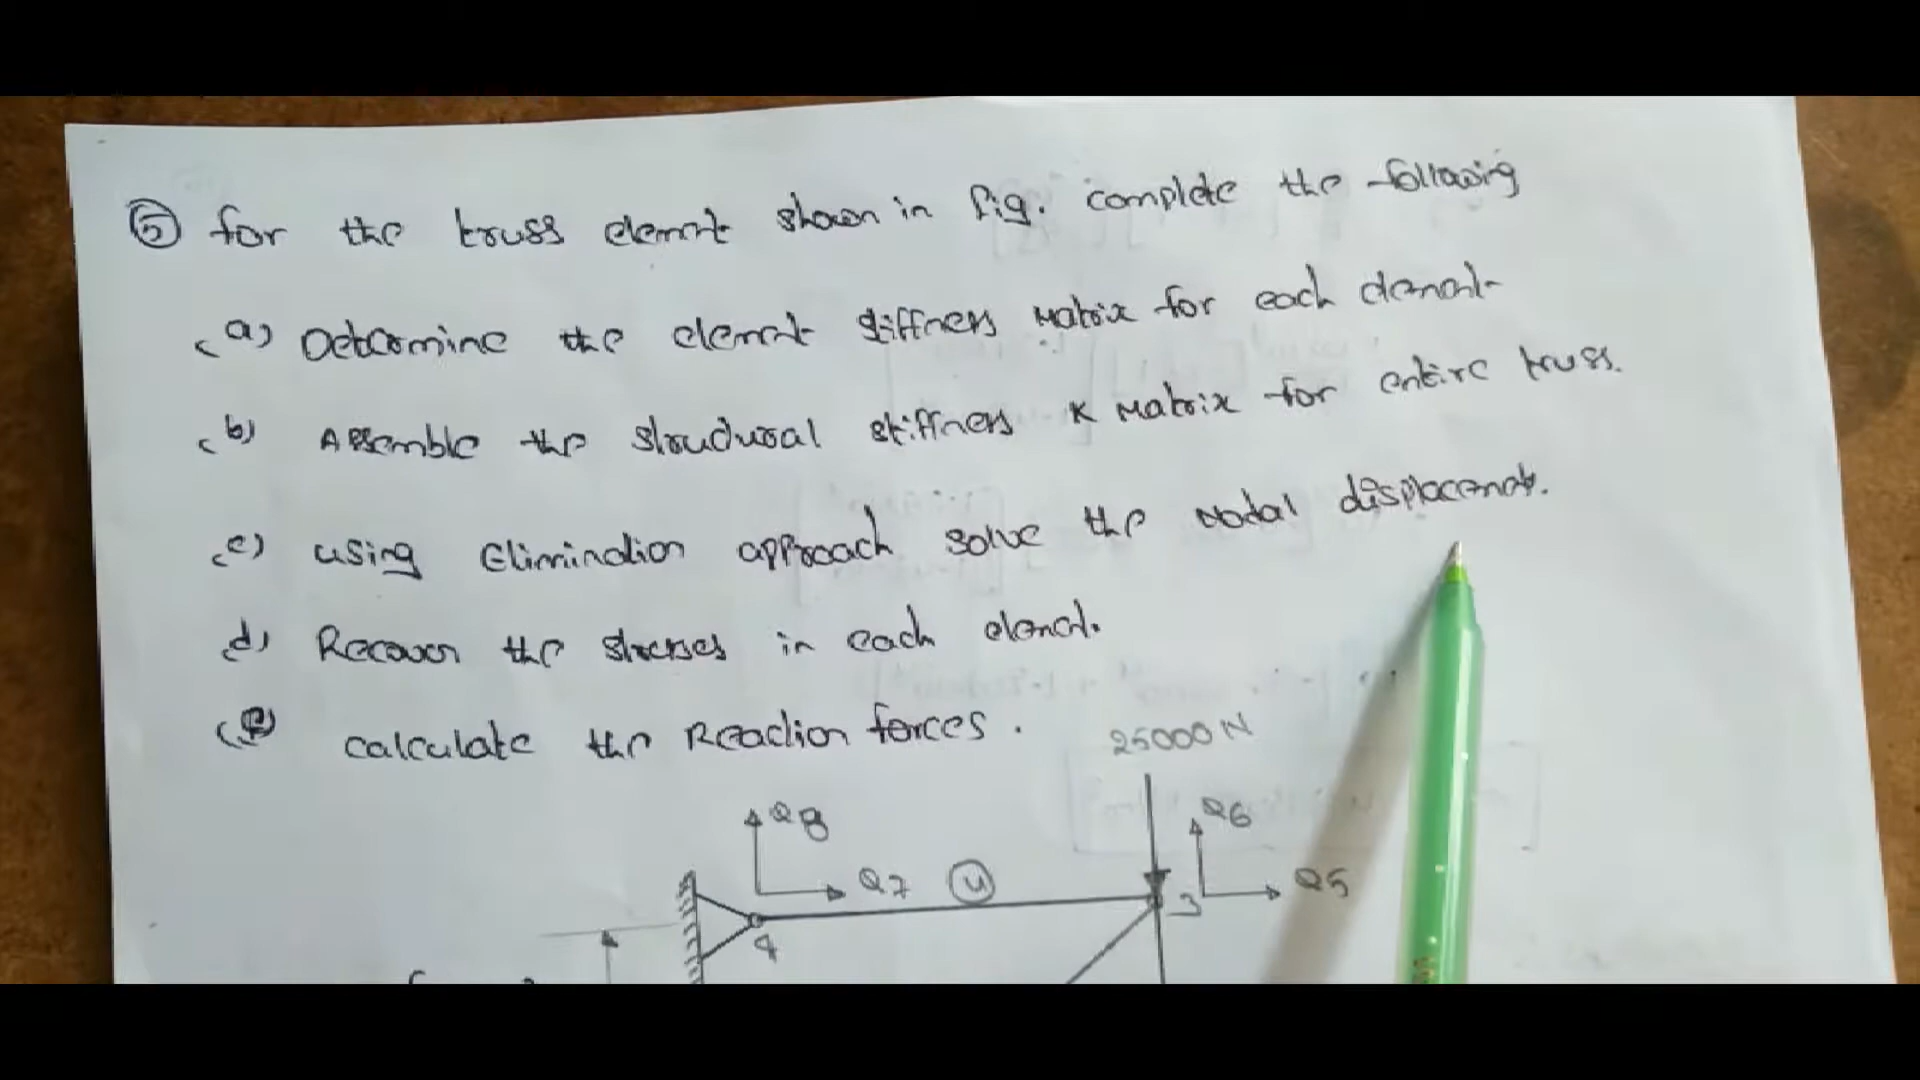 5 for the truss element shown in fig. complete the following
(a) Determine the element stiffness Matrix for each element
(b) Assemble the structural stiffness K Matrix for entire truss.
(c) using Elimination approach solve the Nodal displacement.
d) Recover the stresses in each element.
(e) calculate the Reaction forces.
25000 N
Q8
Q6
Q7
4
Q5
3
4